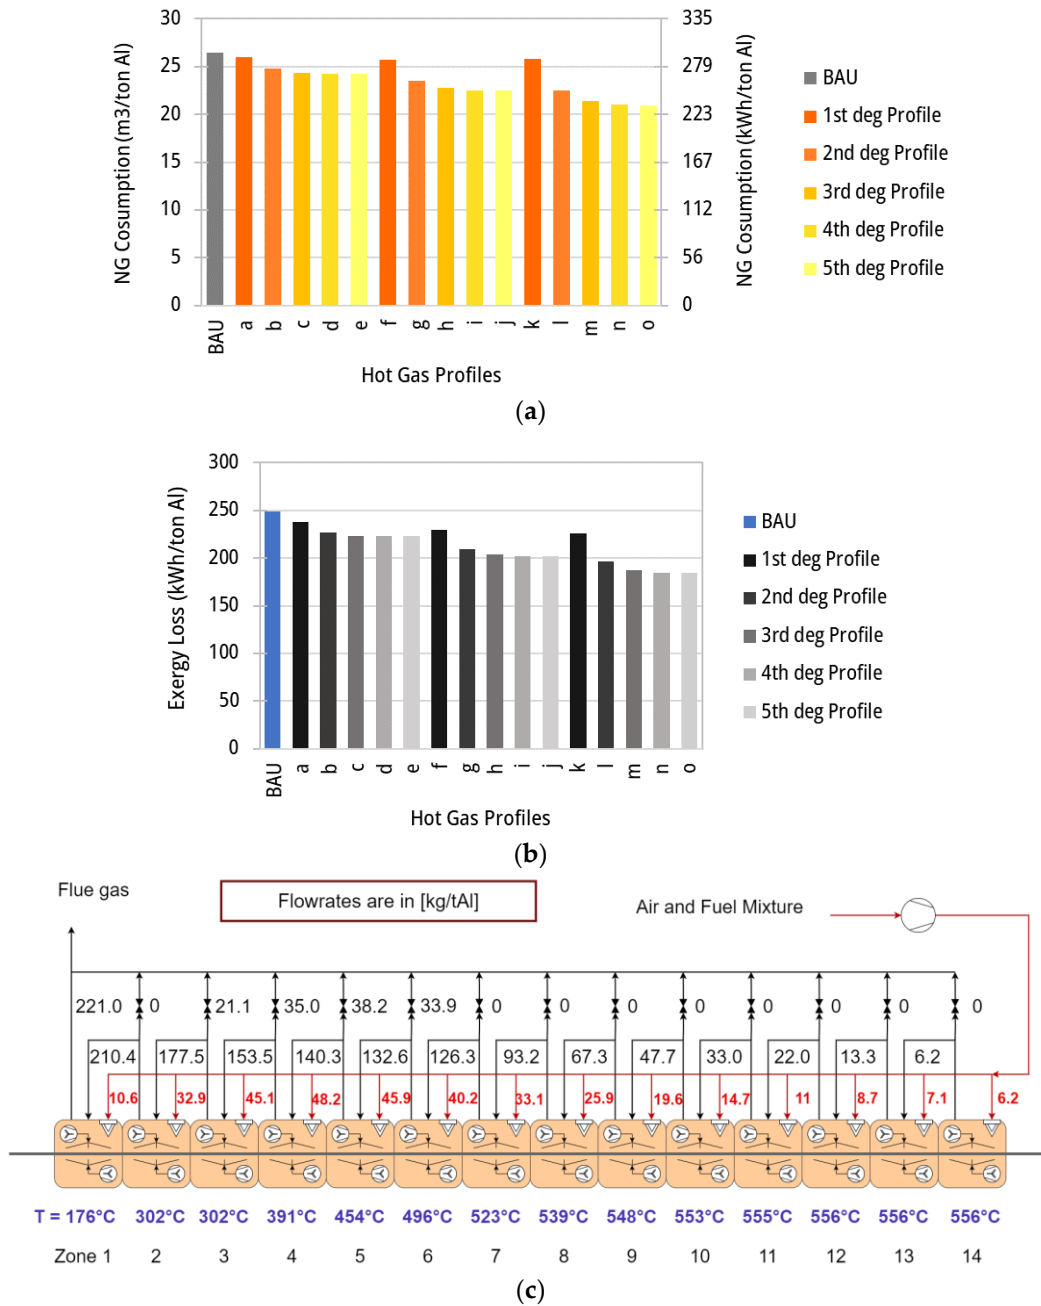 30
25
20
15
10
5
0
NG Cosumption (m3/ton Al)
335
279
223
167
112
56
0
NG Cosumption (kWh/ton Al)
BAU
1st deg Profile
2nd deg Profile
3rd deg Profile
4th deg Profile
5th deg Profile
BAU a b c d e f g h i j k l m n o
Hot Gas Profiles
(a)
300
250
200
150
100
50
0
Exergy Loss (kWh/ton Al)
BAU
1st deg Profile
2nd deg Profile
3rd deg Profile
4th deg Profile
5th deg Profile
BAU a b c d e f g h i j k l m n o
Hot Gas Profiles
(b)
Flue gas
Flowrates are in [kg/tAl]
Air and Fuel Mixture
221.0 0 21.1 35.0 38.2 33.9 0 0 0 0 0 0 0 0
210.4 177.5 153.5 140.3 132.6 126.3 93.2 67.3 47.7 33.0 22.0 13.3 6.2
10.6 32.9 45.1 48.2 45.9 40.2 33.1 25.9 19.6 14.7 11 8.7 7.1 6.2
T = 176°C 302°C 302°C 391°C 454°C 496°C 523°C 539°C 548°C 553°C 555°C 556°C 556°C 556°C
Zone 1 2 3 4 5 6 7 8 9 10 11 12 13 14
(c)